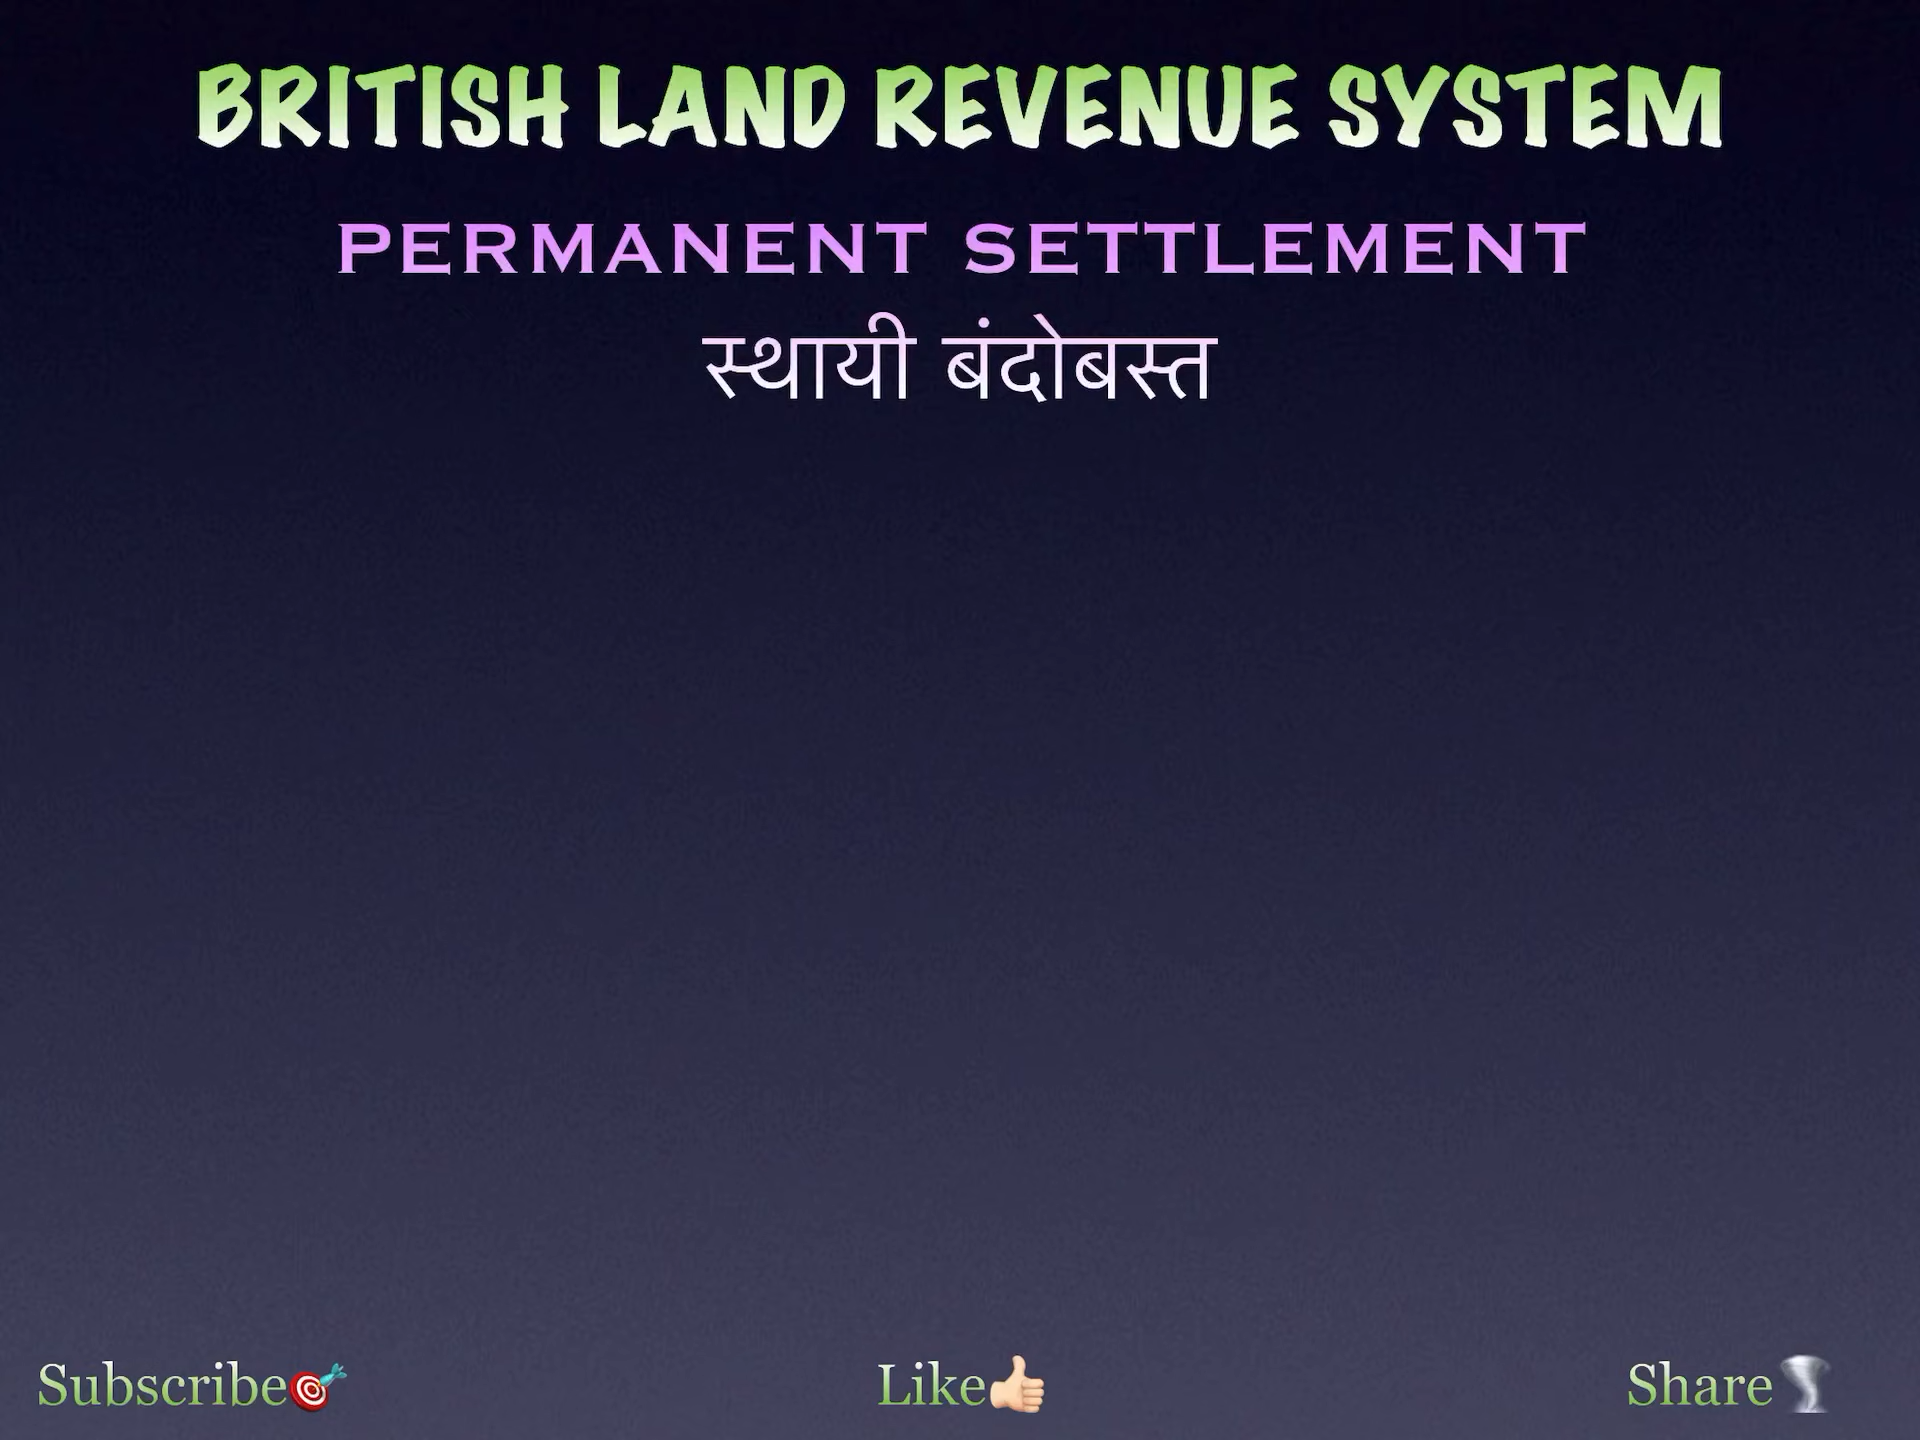 BRITISH LAND REVENUE SYSTEM
PERMANENT SETTLEMENT
स्थायी बंदोबस्त
Subscribe🎯 Like👍🏻 Share🌪️